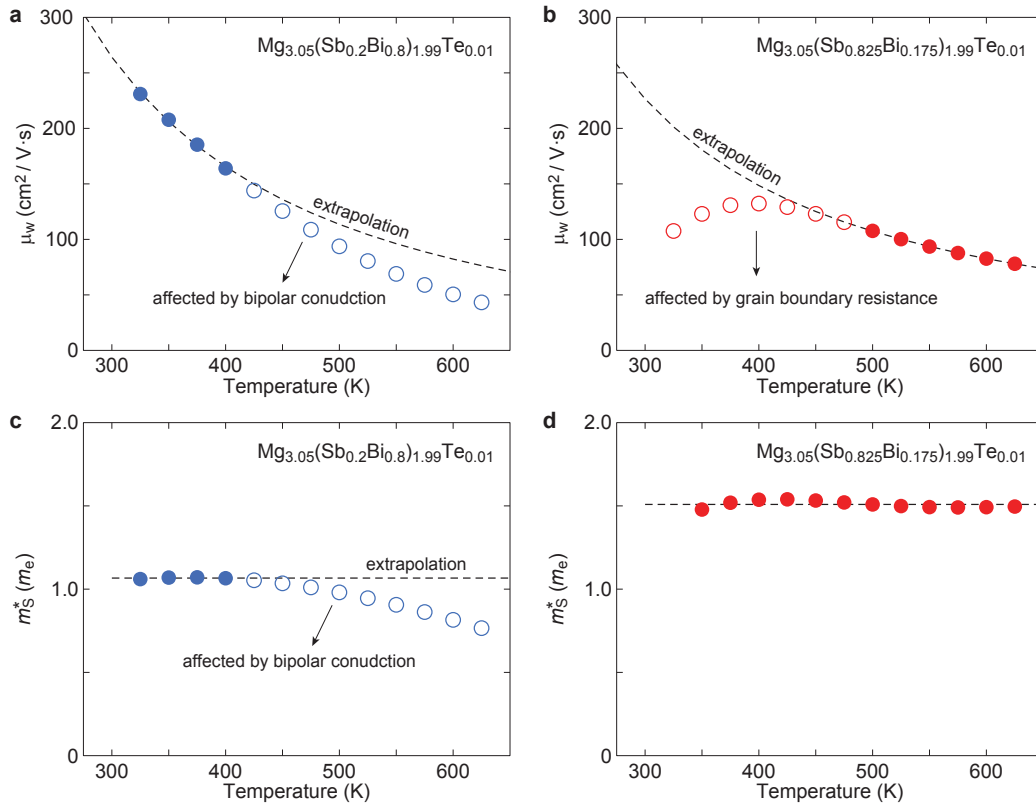 a
Mg3.05(Sb0.2Bi0.8)1.99Te0.01
300
200
100
0
μw (cm2 / V·s)
extrapolation
affected by bipolar conudction
300 400 500 600
Temperature (K)
b
Mg3.05(Sb0.825Bi0.175)1.99Te0.01
300
200
100
0
μw (cm2 / V·s)
extrapolation
affected by grain boundary resistance
300 400 500 600
Temperature (K)
c
Mg3.05(Sb0.2Bi0.8)1.99Te0.01
2.0
1.0
0
m*S (me)
extrapolation
affected by bipolar conudction
300 400 500 600
Temperature (K)
d
Mg3.05(Sb0.825Bi0.175)1.99Te0.01
2.0
1.0
0
m*S (me)
300 400 500 600
Temperature (K)